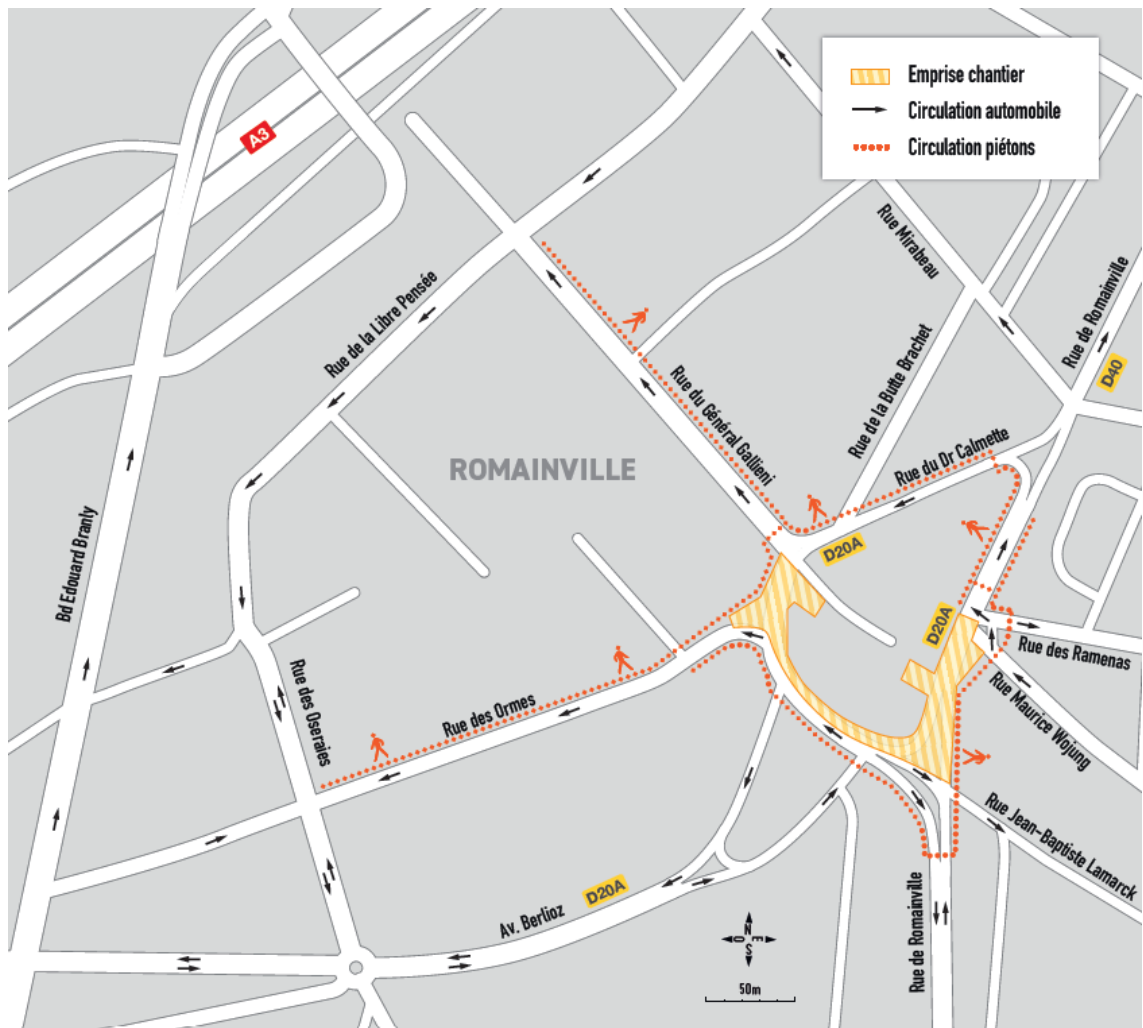 Emprise chantier
Circulation automobile
Circulation piétons
A3
Rue Mirabeau
Rue de Romainville
D40
Rue de la Libre Pensée
Rue de la Butte Brachet
Rue du Général Gallieni
Rue du Dr Calmette
ROMAINVILLE
D20A
Bd Edouard Branly
D20A
Rue des Ramenas
Rue des Oseraies
Rue des Ormes
Rue Maurice Wojung
Rue Jean-Baptiste Lamarck
D20A
Av. Berlioz
Rue de Romainville
N
O E
S
50m